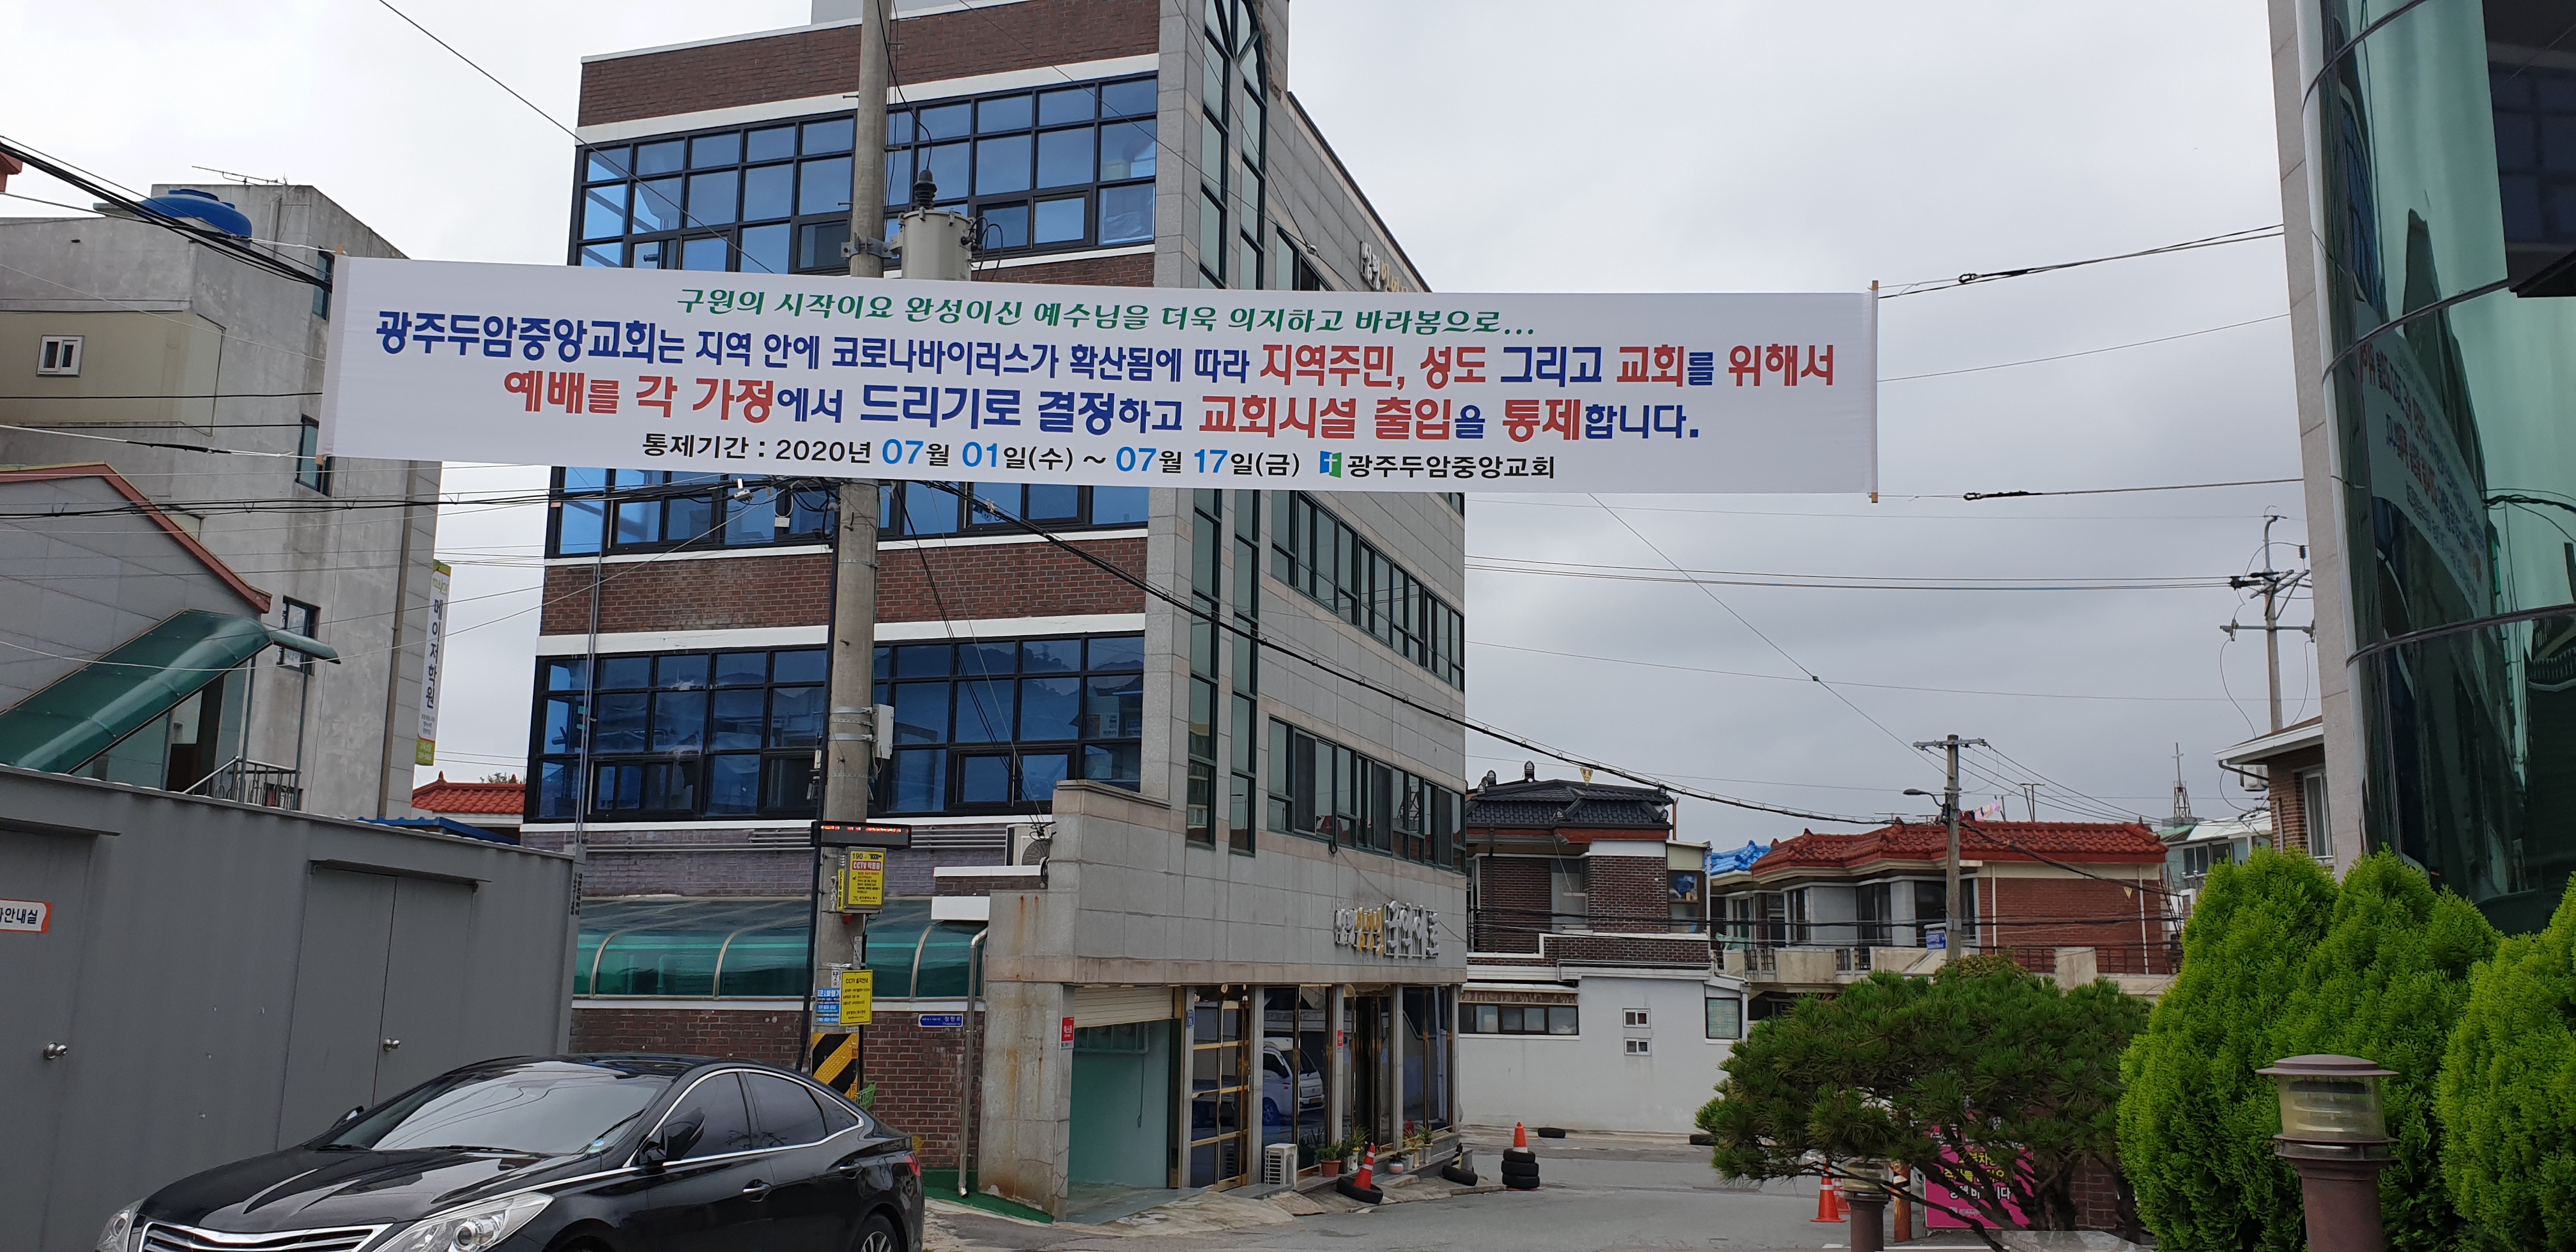 구원의 시작이요 완성이신 예수님을 더욱 의지하고 바라봄으로...
광주두암중앙교회는 지역 안에 코로나바이러스가 확산됨에 따라 지역주민, 성도 그리고 교회를 위해서
예배를 각 가정에서 드리기로 결정하고 교회시설 출입을 통제합니다.
통제기간 : 2020년 07월 01일(수) ~ 07월 17일(금) 광주두암중앙교회
메이저학원
안내실
190
CCTV
CCTV